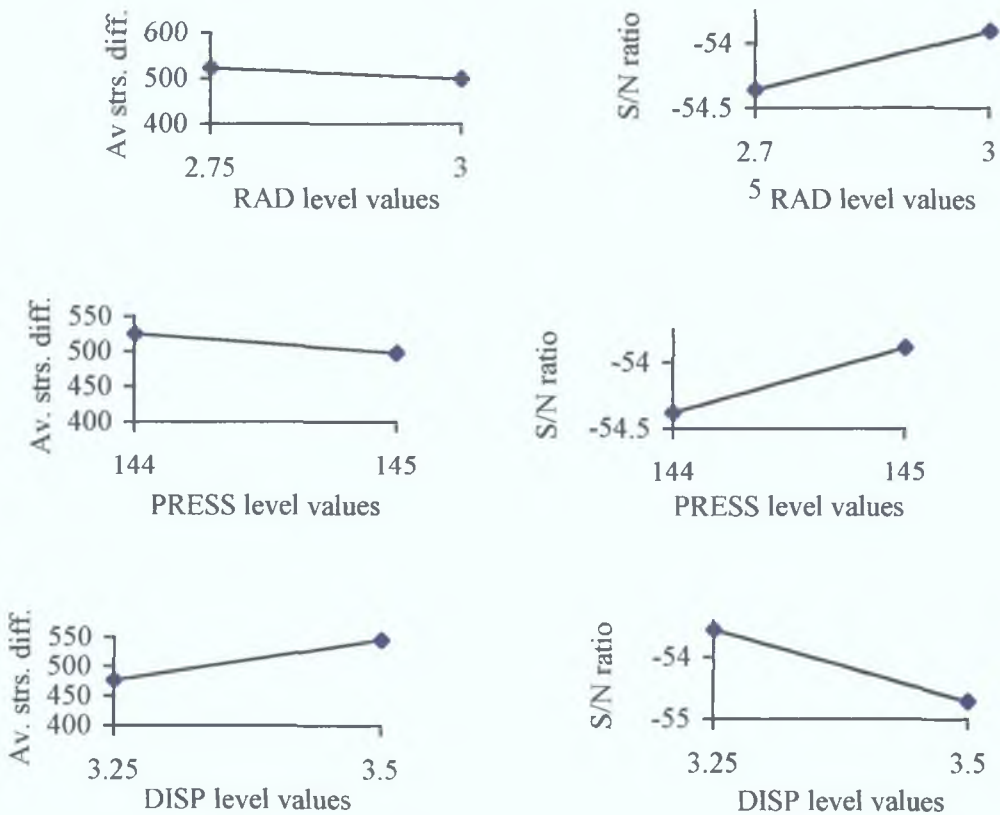 Av strs. diff.
600
500
400
2.75
3
RAD level values
S/N ratio
-54
-54.5
2.7
5
3
RAD level values
Av. strs. diff.
550
500
450
400
144
145
PRESS level values
S/N ratio
-54
-54.5
144
145
PRESS level values
Av. strs. diff.
550
500
450
400
3.25
3.5
DISP level values
S/N ratio
-54
-55
3.25
3.5
DISP level values